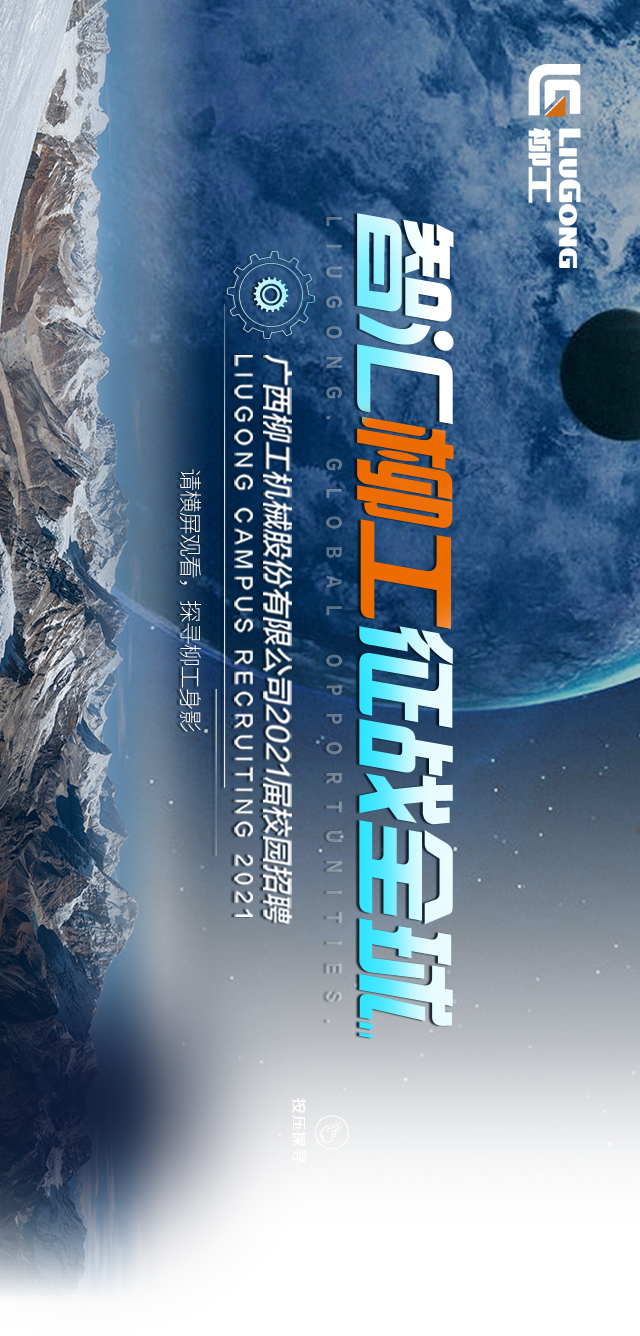 LIUGONG
柳工
智汇柳工征战全球
LIUGONG. GLOBAL OPPORTUNITIES.
广西柳工机械股份有限公司2021届校园招聘
LIUGONG CAMPUS RECRUITING 2021
请横屏观看，探寻柳工身影
按压探寻